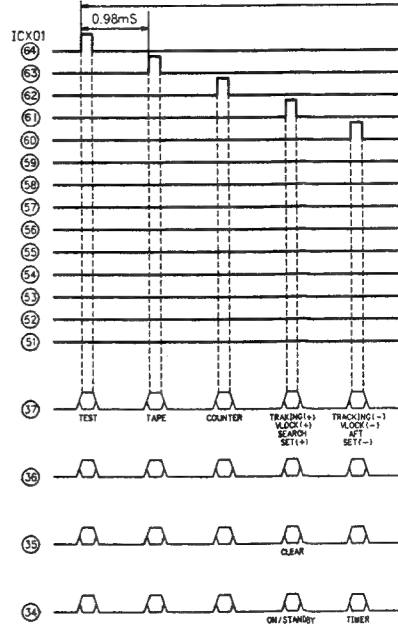 0.98mS
ICX01
64
63
62
61
60
59
58
57
56
55
54
53
52
51
37
TEST TAPE COUNTER TRAKING(+) TRACKING(-)
VLOCK(+) VLOCK(-)
SEARCH AFT
SET(+) SET(-)
36
35
CLEAR
34
ON/STANDBY TIMER